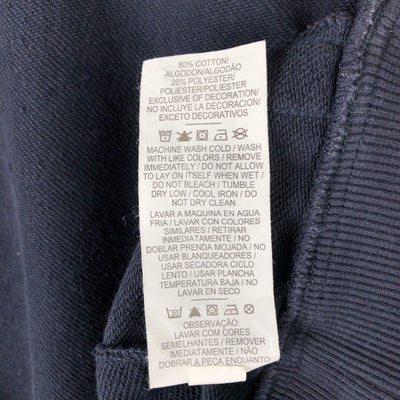 80% COTTON/
ALGODON/ALGODÃO
20% POLYESTER/
POLIESTER/POLIÉSTER
EXCLUSIVE OF DECORATION/
NO INCLUYE LA DECORACION/
EXCETO DECORATIVOS
MACHINE WASH COLD / WASH
WITH LIKE COLORS / REMOVE
IMMEDIATELY / DO NOT ALLOW
TO LAY ON ITSELF WHEN WET /
DO NOT BLEACH / TUMBLE
DRY LOW / COOL IRON / DO
NOT DRY CLEAN
LAVAR A MAQUINA EN AGUA
FRIA / LAVAR CON COLORES
SIMILARES / RETIRAR
INMEDIATAMENTE / NO
DOBLAR PRENDA MOJADA / NO
USAR BLANQUEADORES /
USAR SECADORA CICLO
LENTO / USAR PLANCHA
TEMPERATURA BAJA / NO
LAVAR EN SECO
OBSERVAÇÃO:
LAVAR COM CORES
SEMELHANTES / REMOVER
IMEDIATAMENTE / NÃO
DOBRAR A PEÇA ENQUANTO